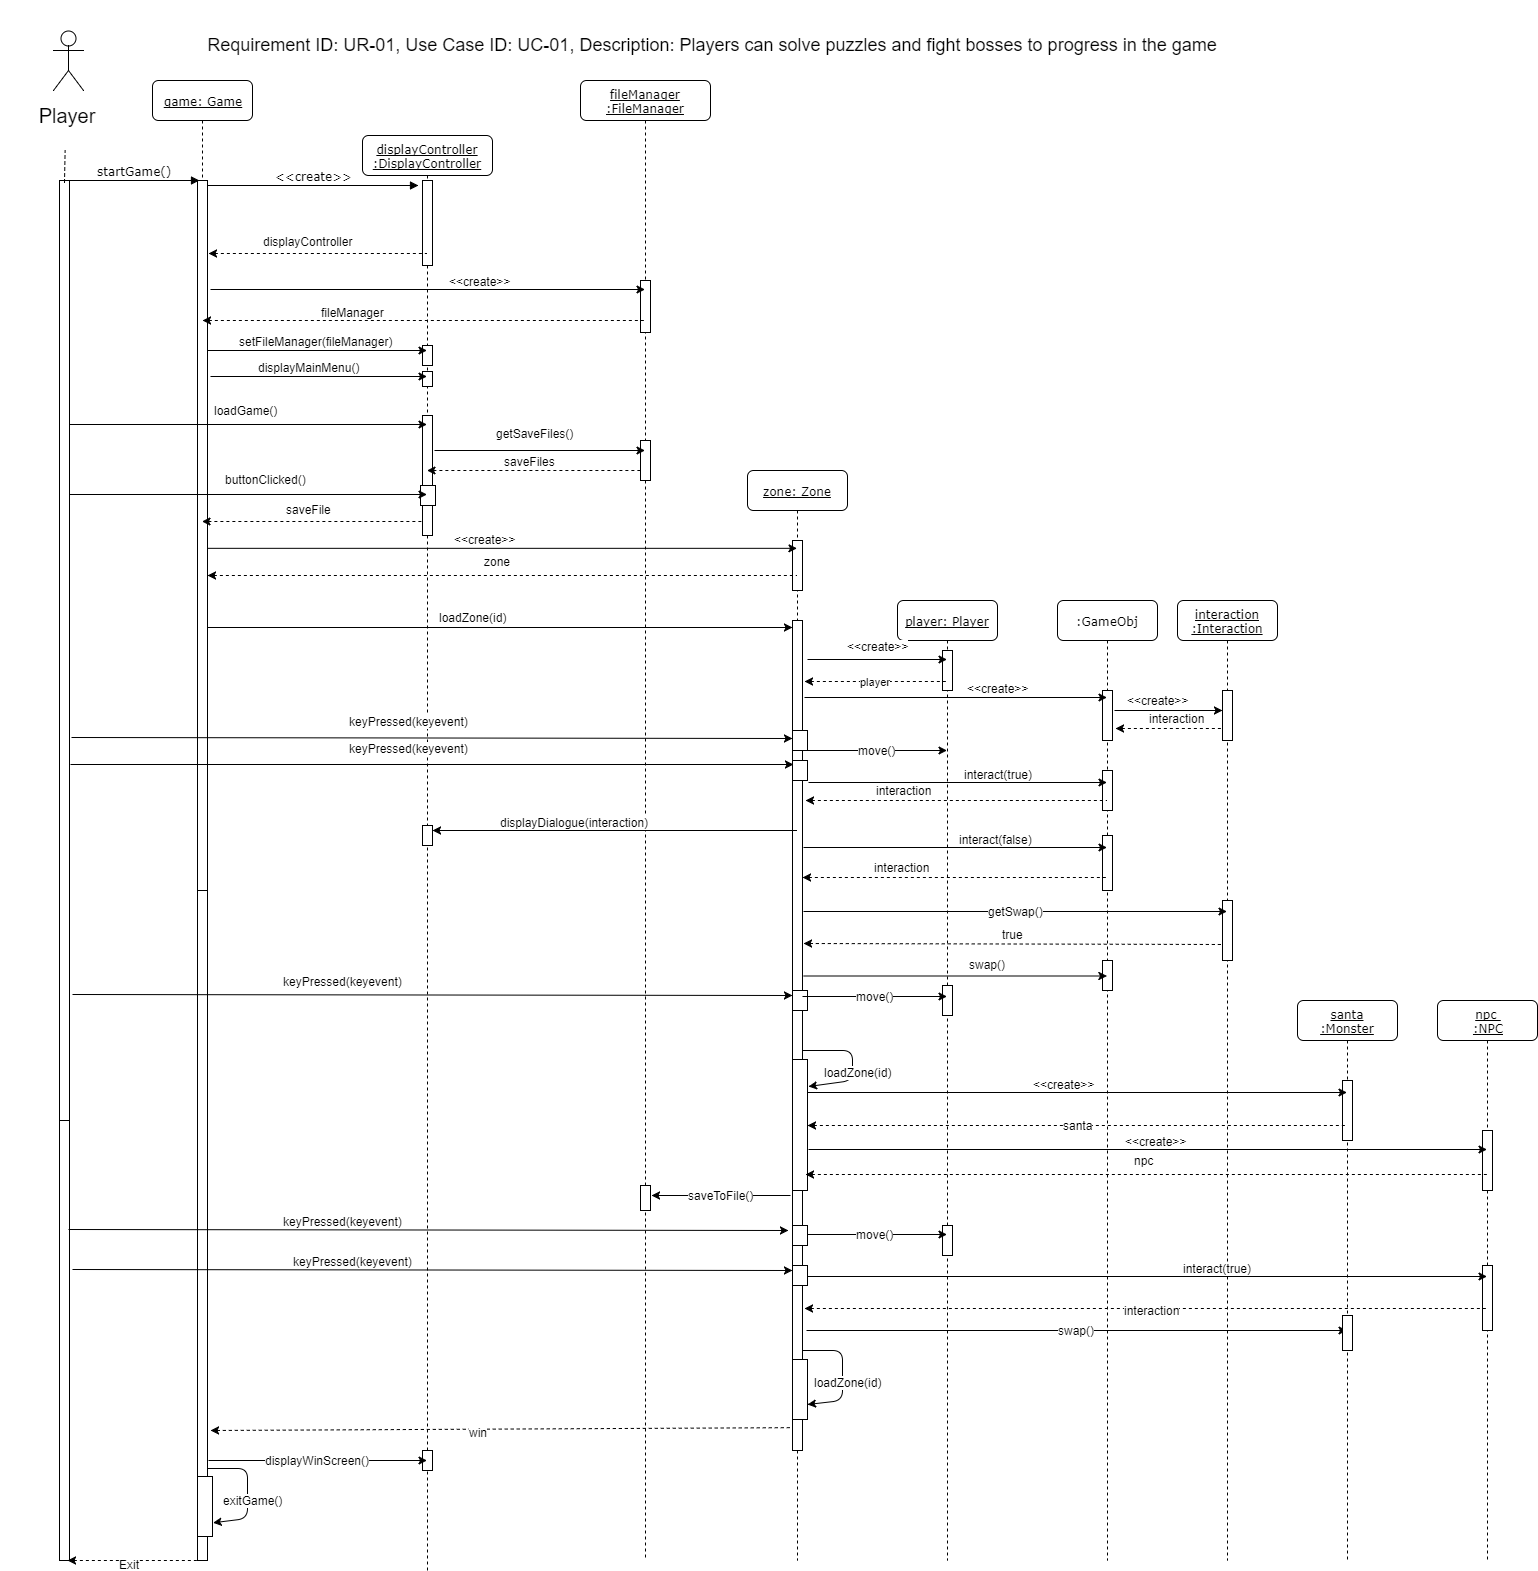 Requirement ID: UR-01, Use Case ID: UC-01, Description: Players can solve puzzles and fight bosses to progress in the game
Player
game: Game
fileManager
:FileManager
displayController
:DisplayController
startGame()
<<create>>
displayController
<<create>>
fileManager
setFileManager(fileManager)
displayMainMenu()
loadGame()
getSaveFiles()
saveFiles
buttonClicked()
zone: Zone
saveFile
<<create>>
zone
loadZone(id)
player: Player
:GameObj
interaction
:Interaction
<<create>>
player
<<create>>
<<create>>
interaction
keyPressed(keyevent)
keyPressed(keyevent)
move()
interact(true)
interaction
displayDialogue(interaction)
interact(false)
interaction
getSwap()
true
swap()
keyPressed(keyevent)
move()
santa
:Monster
npc
:NPC
loadZone(id)
<<create>>
santa
<<create>>
npc
saveToFile()
keyPressed(keyevent)
move()
keyPressed(keyevent)
interact(true)
interaction
swap()
loadZone(id)
win
displayWinScreen()
exitGame()
Exit